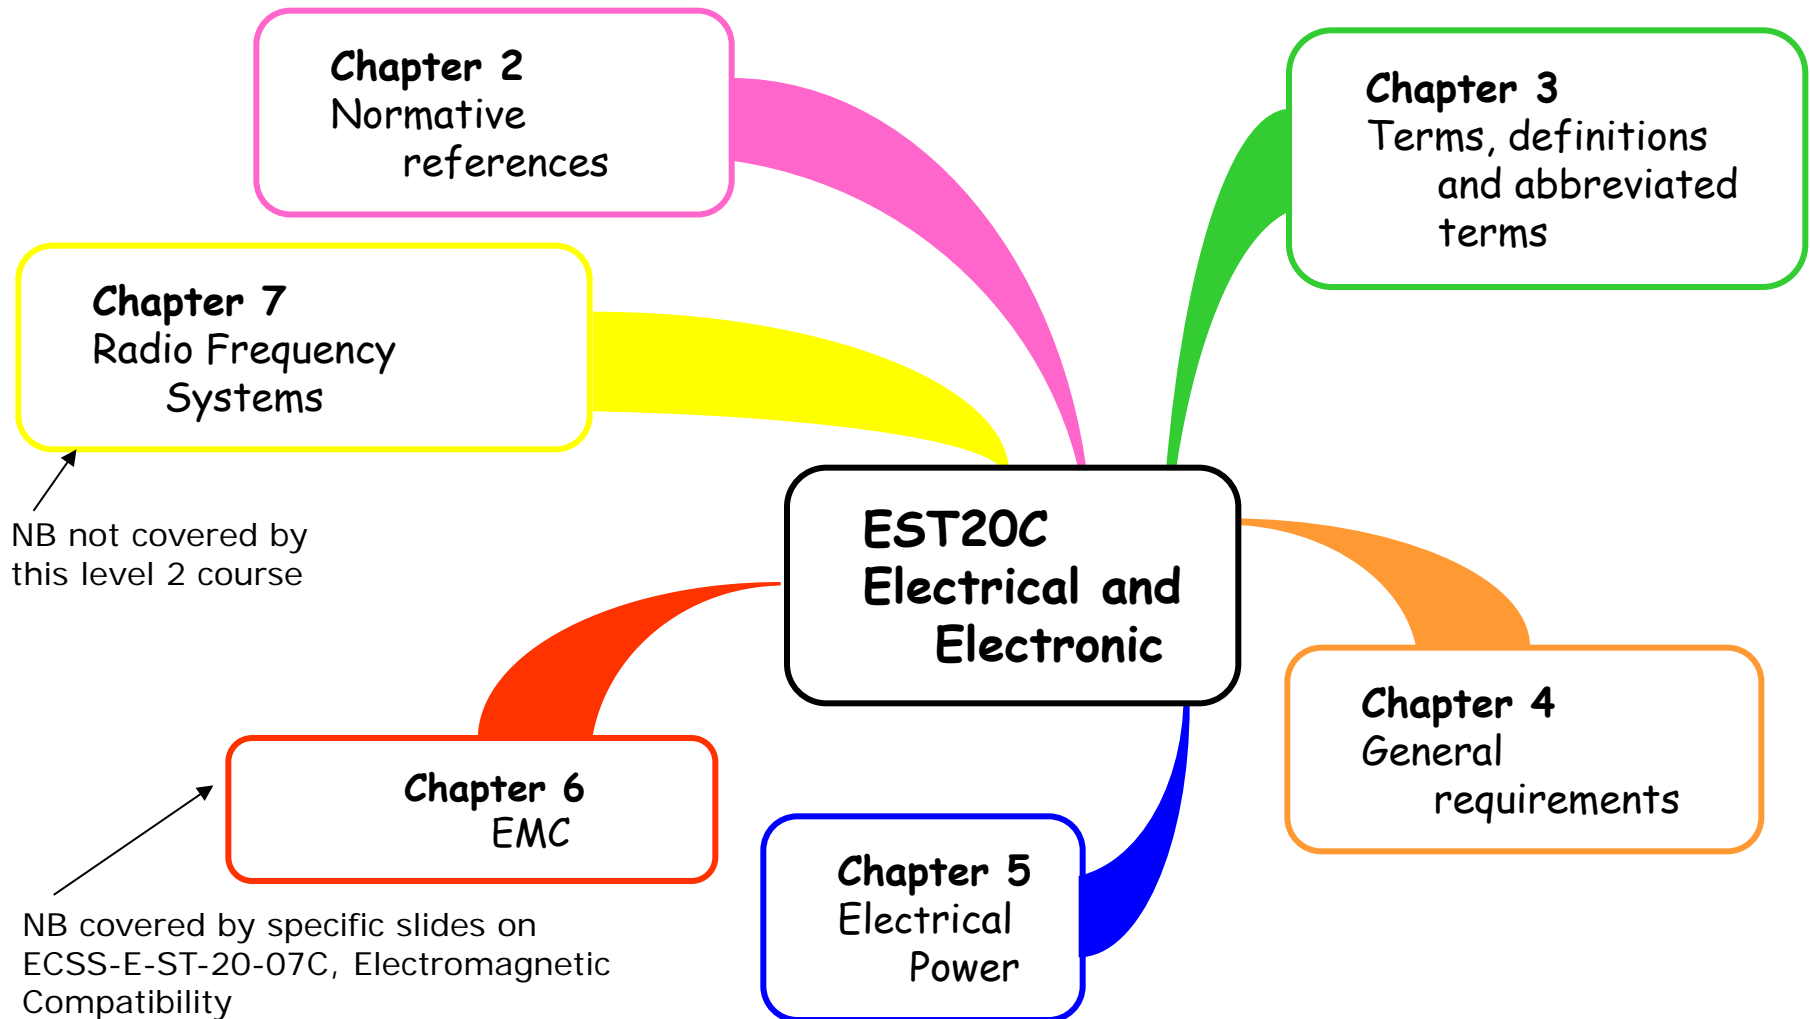 Chapter 2
Normative
references
Chapter 3
Terms, definitions
and abbreviated
terms
Chapter 7
Radio Frequency
Systems
NB not covered by
this level 2 course
EST20C
Electrical and
Electronic
Chapter 4
General
requirements
Chapter 6
EMC
Chapter 5
Electrical
Power
NB covered by specific slides on
ECSS-E-ST-20-07C, Electromagnetic
Compatibility